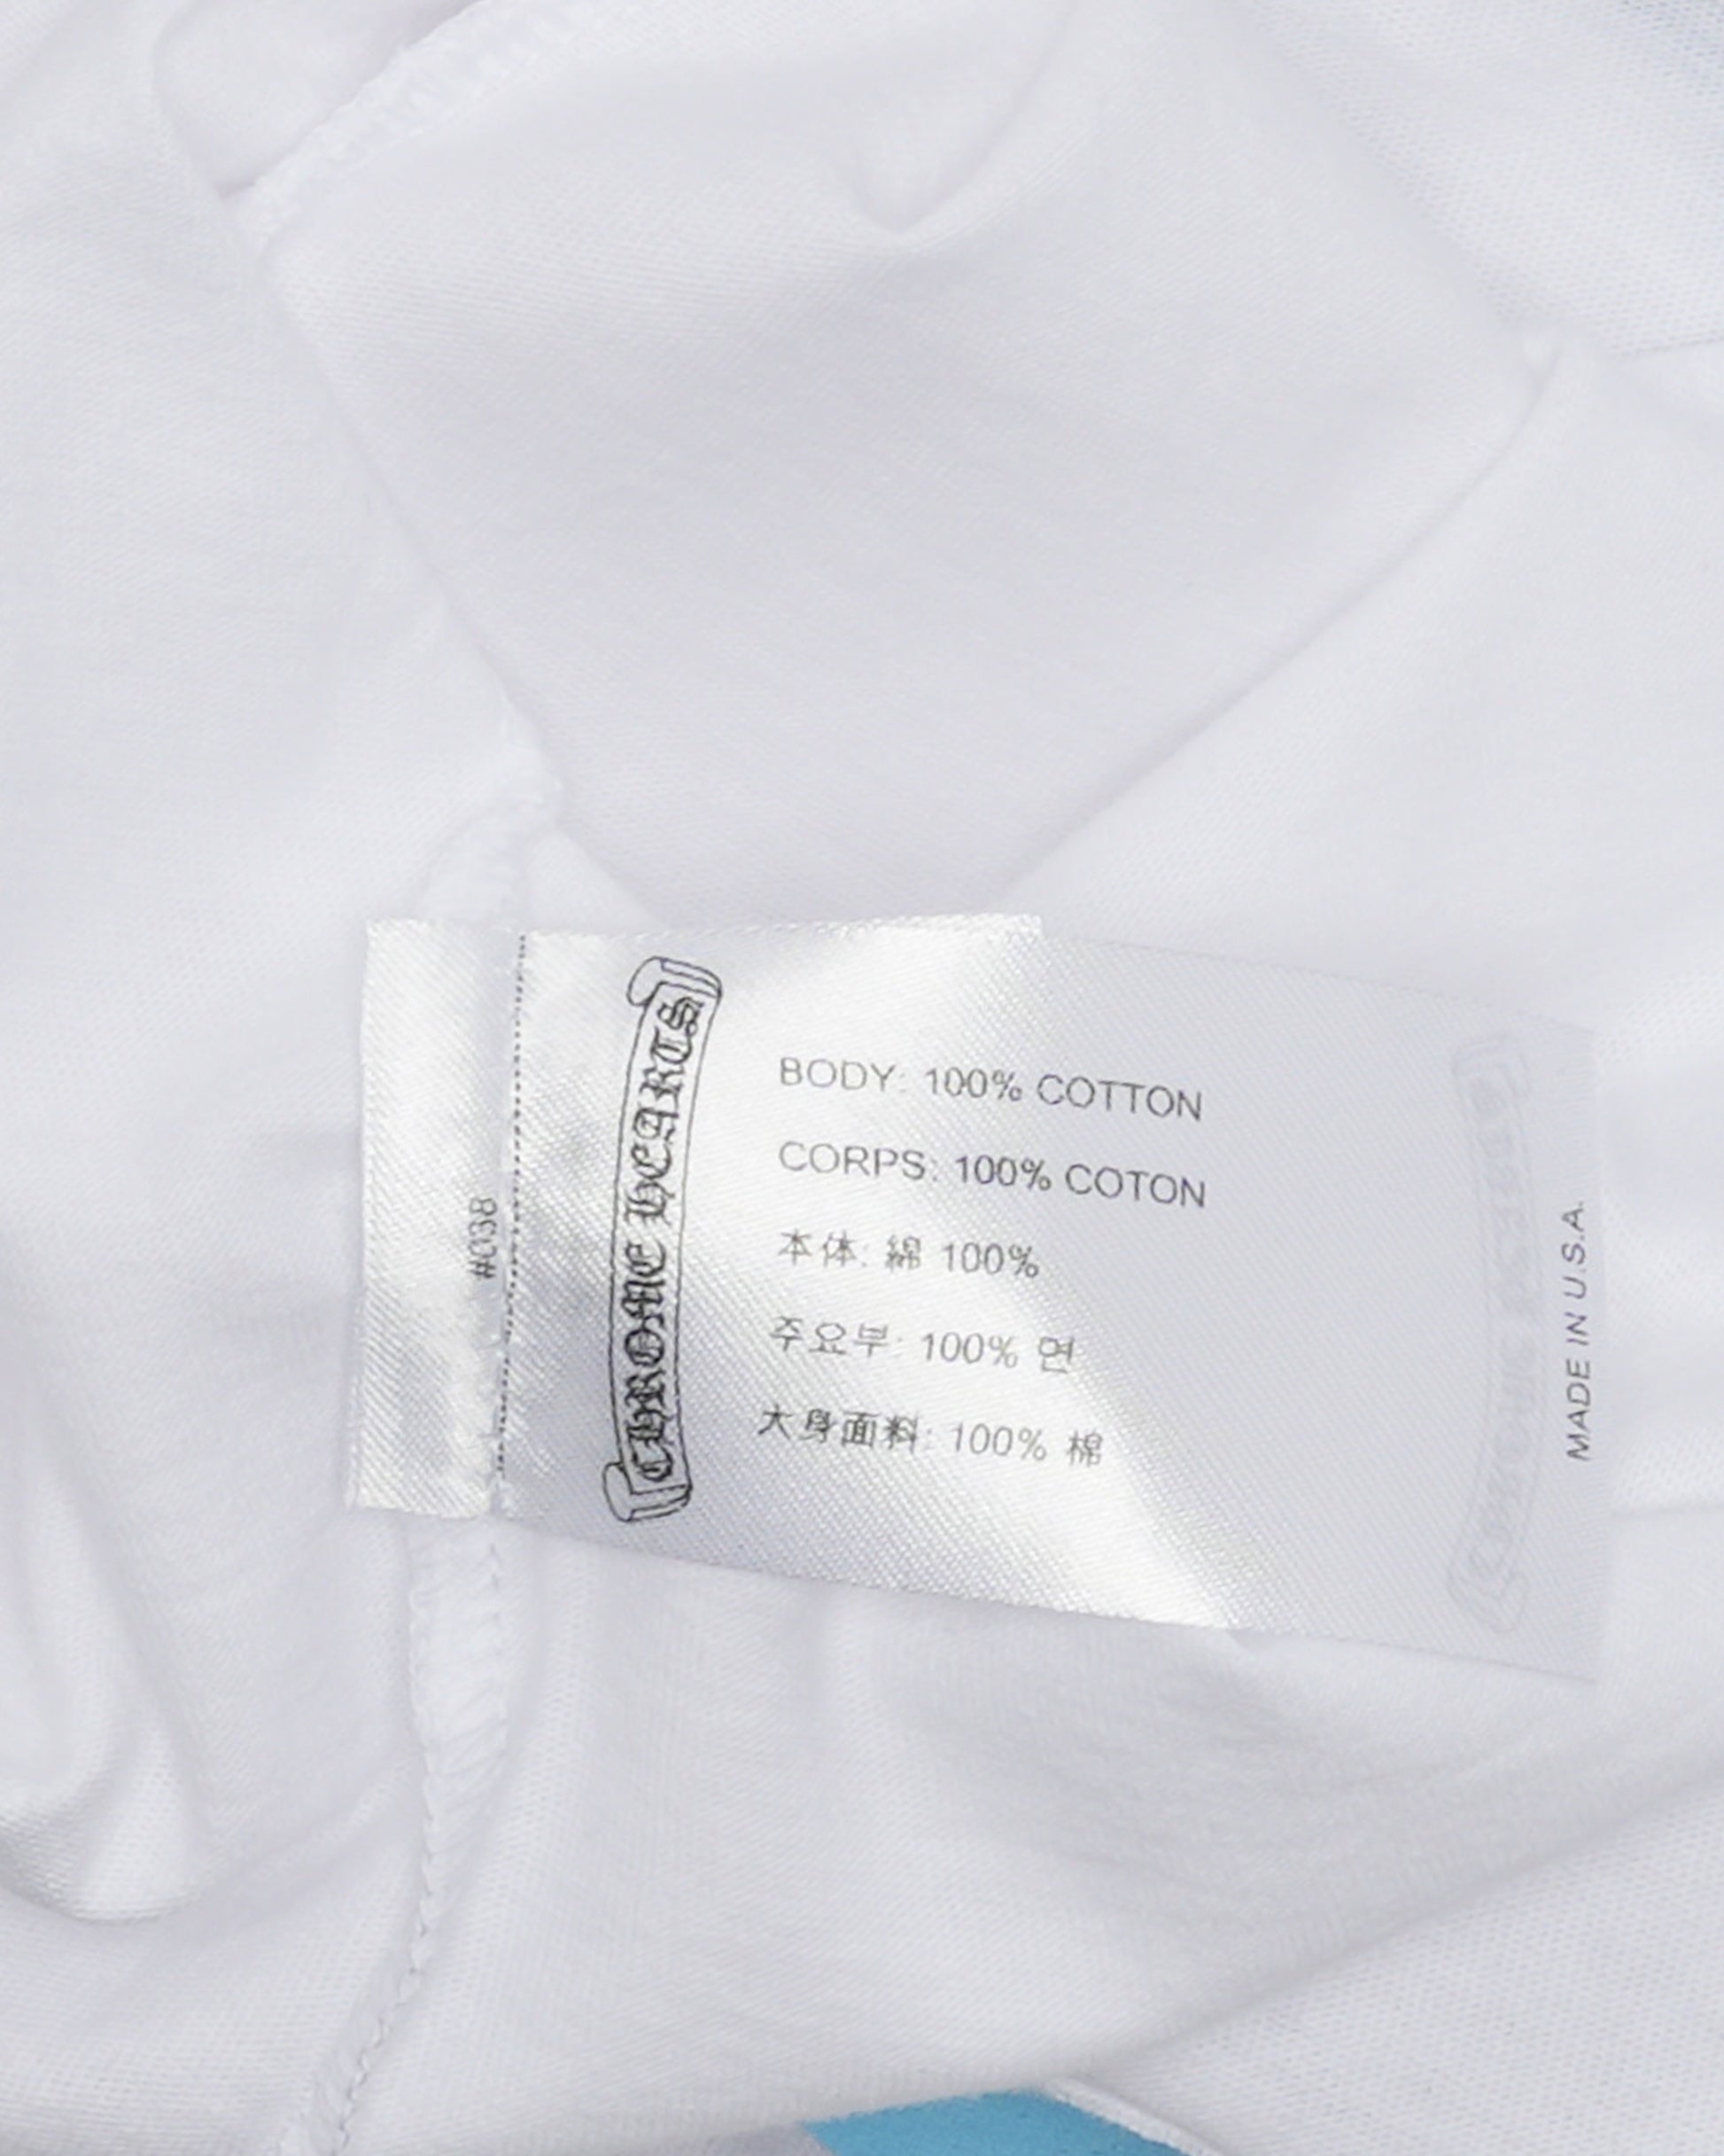 #038
CHROME HEARTS
BODY: 100% COTTON
CORPS: 100% COTON
本体: 綿 100%
주요부: 100% 면
大身面料: 100% 棉
MADE IN U.S.A.